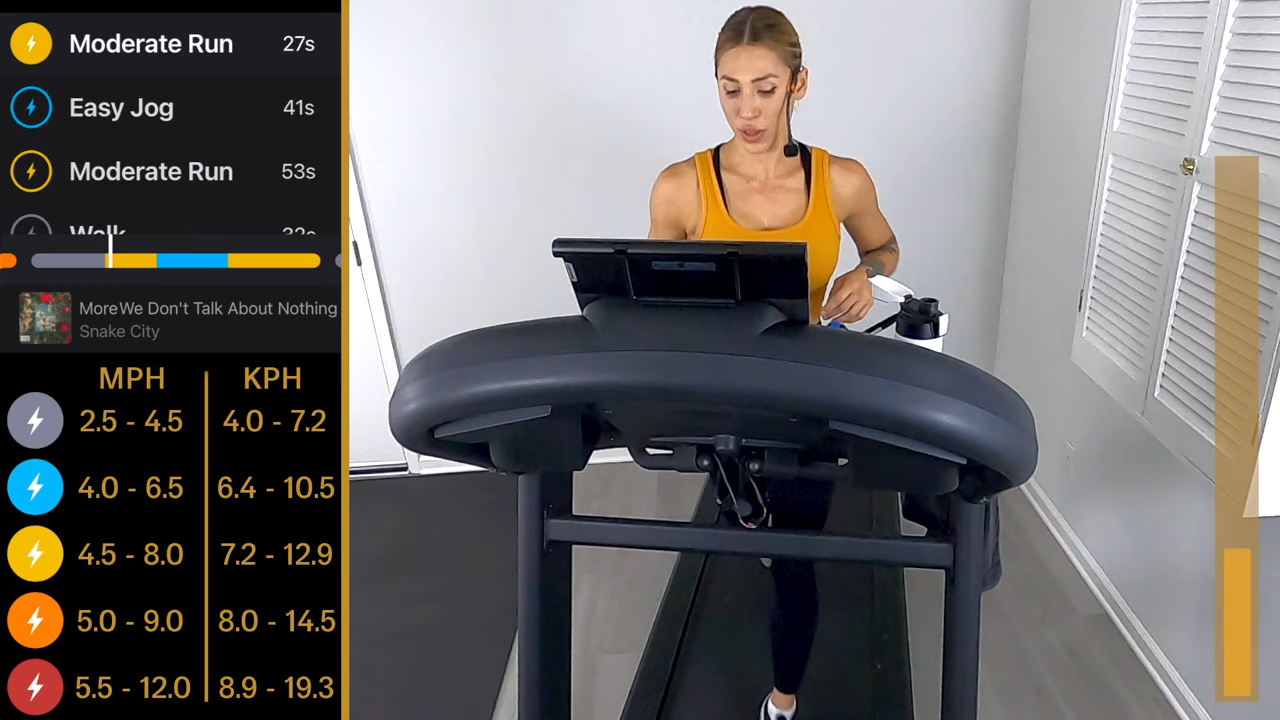 Moderate Run 27s
Easy Jog 41s
Moderate Run 53s
Walk 32s
MoreWe Don't Talk About Nothing
Snake City
MPH KPH
2.5 - 4.5 4.0 - 7.2
4.0 - 6.5 6.4 - 10.5
4.5 - 8.0 7.2 - 12.9
5.0 - 9.0 8.0 - 14.5
5.5 - 12.0 8.9 - 19.3